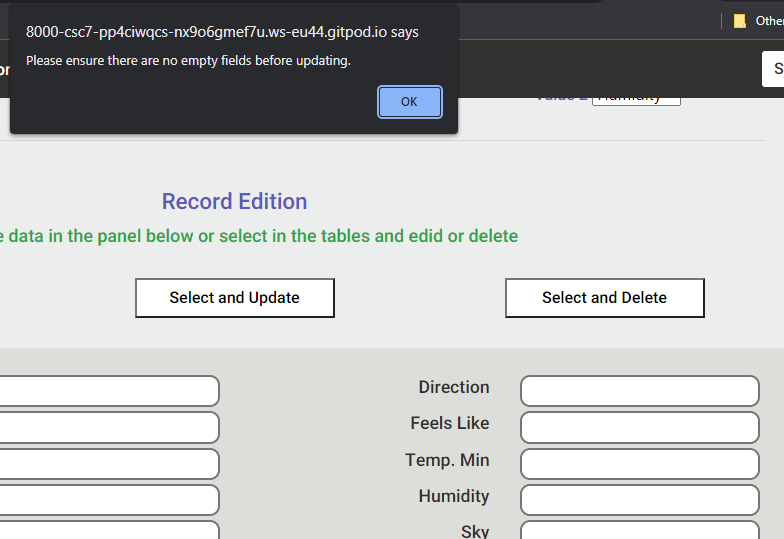 8000-csc7-pp4ciwqcs-nx9o6gmef7u.ws-eu44.gitpod.io says
Please ensure there are no empty fields before updating.
OK
Othe
S
Value 2 Humidity
Record Edition
e data in the panel below or select in the tables and edid or delete
Select and Update
Select and Delete
Direction
Feels Like
Temp. Min
Humidity
Sky